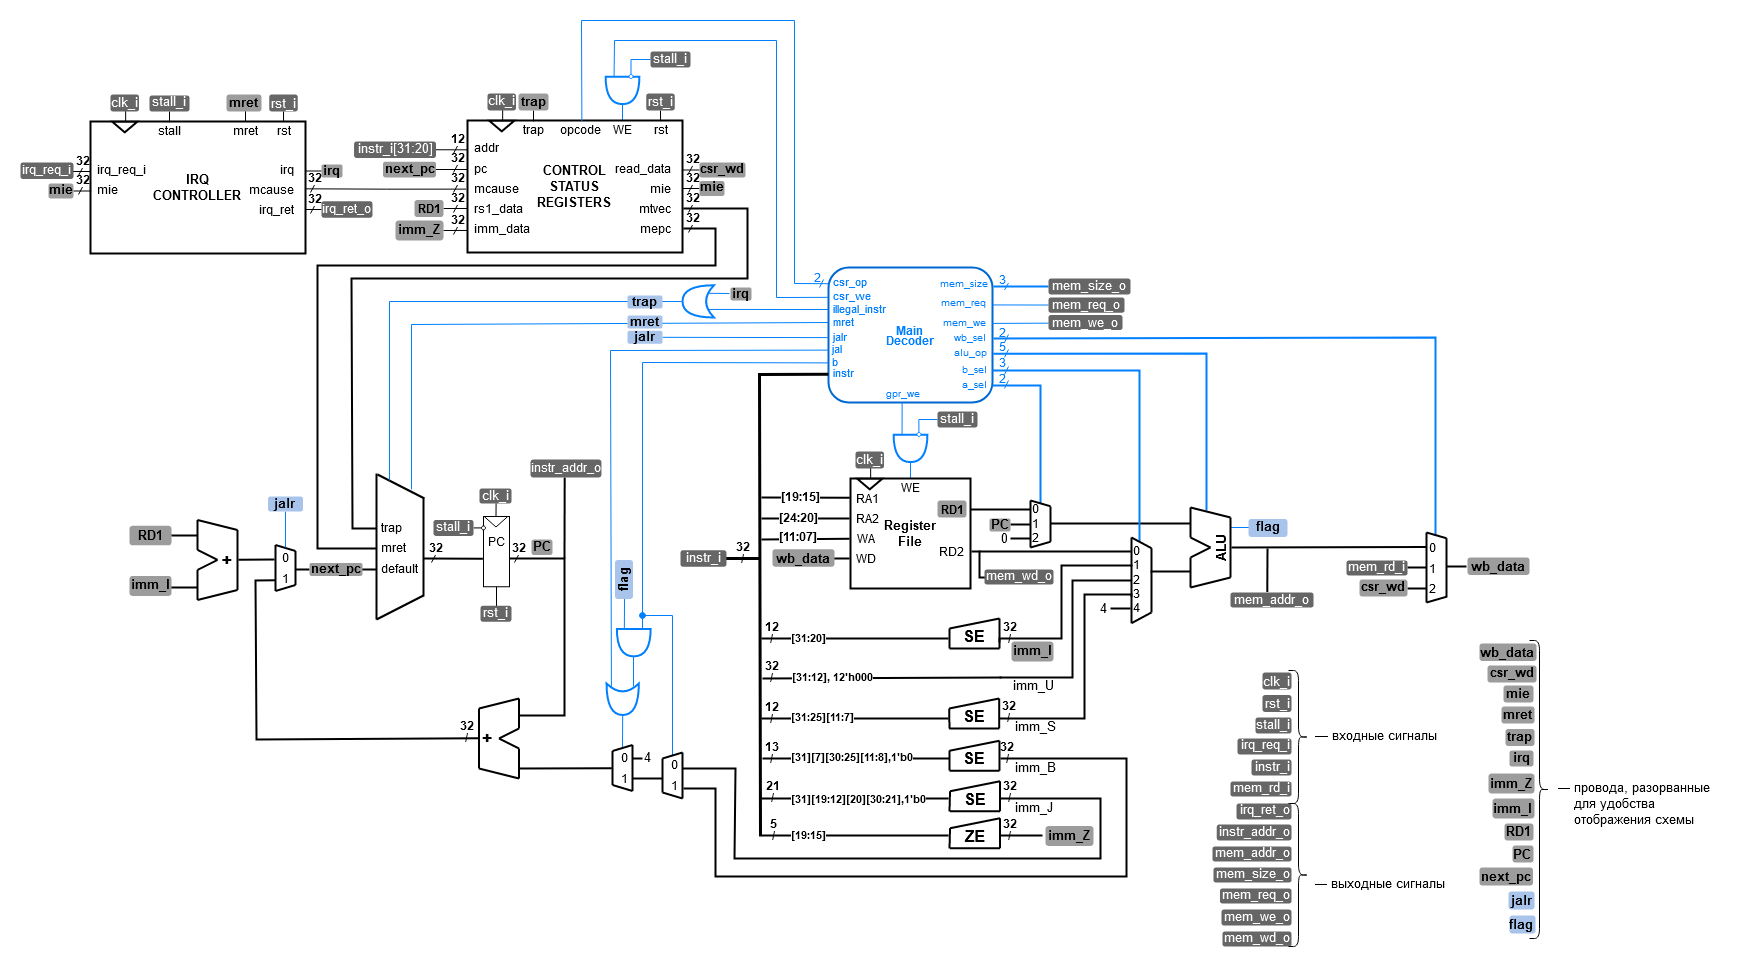 stall_i
clk_i
stall_i
mret
rst_i
stall
mret
rst
irq_req_i
32
irq_req_i
mie
32
mie
IRQ
CONTROLLER
irq
irq
mcause
32
irq_ret
32
irq_ret_o
clk_i
trap
rst_i
trap
opcode
WE
rst
instr_i[31:20]
12
addr
next_pc
32
pc
32
mcause
RD1
32
rs1_data
imm_Z
32
imm_data
CONTROL
STATUS
REGISTERS
read_data
32
csr_wd
mie
32
mie
mtvec
32
mepc
32
trap
irq
mret
jalr
2
csr_op
csr_we
illegal_instr
mret
jalr
jal
b
instr
Main
Decoder
gpr_we
mem_size
3
mem_size_o
mem_req
mem_req_o
mem_we
mem_we_o
wb_sel
2
alu_op
5
b_sel
3
a_sel
2
stall_i
clk_i
WE
[19:15]
RA1
[24:20]
RA2
[11:07]
WA
wb_data
WD
Register
File
RD1
RD2
instr_i
32
mem_wd_o
PC
0
0
1
2
0
1
2
3
4
4
ALU
flag
mem_addr_o
mem_rd_i
csr_wd
0
1
2
wb_data
instr_addr_o
clk_i
stall_i
PC
32
32
PC
rst_i
trap
mret
default
jalr
RD1
imm_I
+
0
1
next_pc
flag
32
+
0
4
1
0
1
12
[31:20]
SE
32
imm_I
32
[31:12], 12'h000
imm_U
12
[31:25][11:7]
SE
32
imm_S
13
[31][7][30:25][11:8],1'b0
SE
32
imm_B
21
[31][19:12][20][30:21],1'b0
SE
32
imm_J
5
[19:15]
ZE
32
imm_Z
clk_i
rst_i
stall_i
irq_req_i
instr_i
mem_rd_i
— входные сигналы
irq_ret_o
instr_addr_o
mem_addr_o
mem_size_o
mem_req_o
mem_we_o
mem_wd_o
— выходные сигналы
wb_data
csr_wd
mie
mret
trap
irq
imm_Z
imm_I
RD1
PC
next_pc
jalr
flag
— провода, разорванные
для удобства
отображения схемы